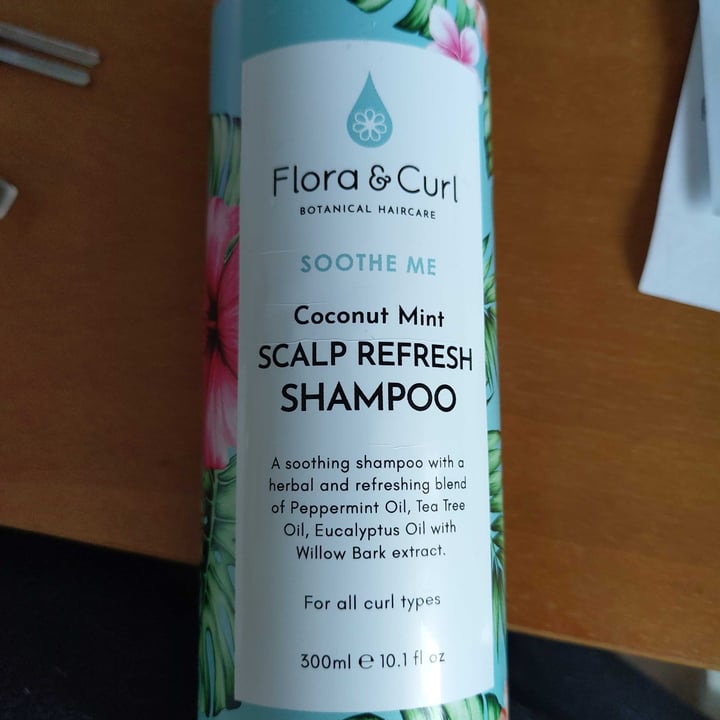 Flora & Curl
BOTANICAL HAIRCARE
SOOTHE ME
Coconut Mint
SCALP REFRESH
SHAMPOO
A soothing shampoo with a
herbal and refreshing blend
of Peppermint Oil, Tea Tree
Oil, Eucalyptus Oil with
Willow Bark extract.
For all curl types
300ml ℮ 10.1 fl oz